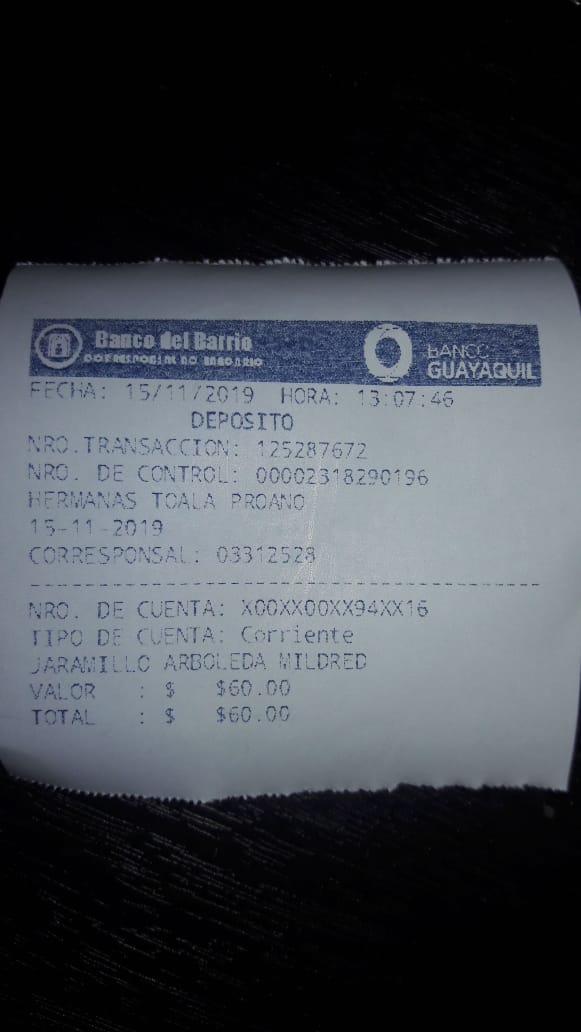 Banco del Barrio
CORRESPONSAL NO BANCARIO
BANCO
GUAYAQUIL
FECHA: 15/11/2019 HORA: 13:07:46
DEPOSITO
NRO.TRANSACCION: 125287672
NRO. DE CONTROL: 00002318290196
HERMANAS TOALA PROANO
15-11-2019
CORRESPONSAL: 03312528
NRO. DE CUENTA: X00XX00XX94XX16
TIPO DE CUENTA: Corriente
JARAMILLO ARBOLEDA MILDRED
VALOR : $ $60.00
TOTAL : $ $60.00